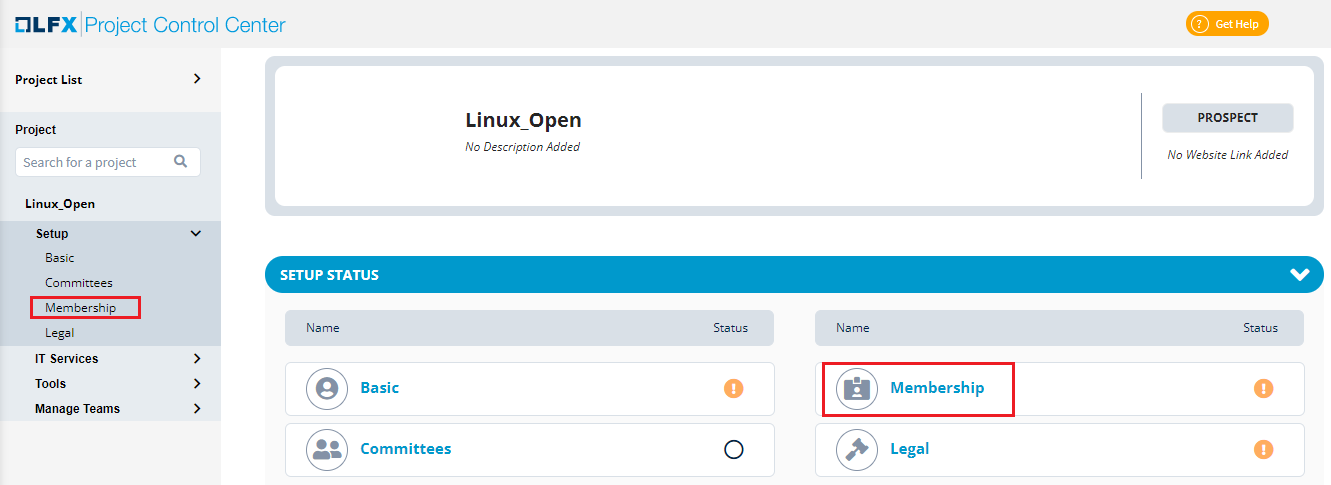 LFX Project Control Center
? Get Help
Project List
Project
Search for a project
Linux_Open
Setup
Basic
Committees
Membership
Legal
IT Services
Tools
Manage Teams
Linux_Open
No Description Added
PROSPECT
No Website Link Added
SETUP STATUS
Name Status
Name Status
Basic
Membership
Committees
Legal